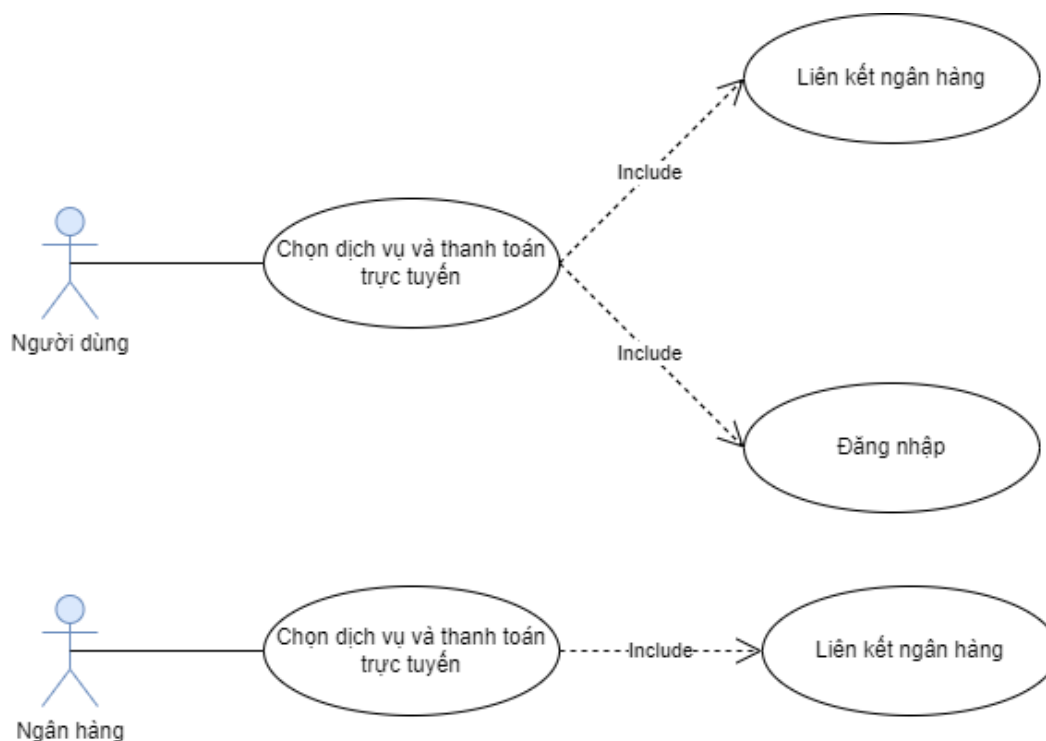 Liên kết ngân hàng
Include
Chọn dịch vụ và thanh toán
trực tuyến
Người dùng
Include
Đăng nhập
Chọn dịch vụ và thanh toán
trực tuyến
Include
Liên kết ngân hàng
Ngân hàng